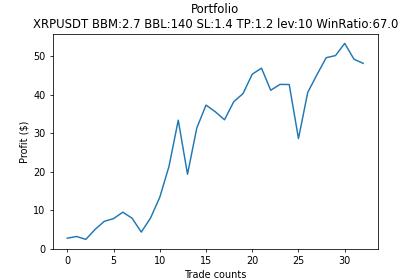 Portfolio
XRPUSDT BBM:2.7 BBL:140 SL:1.4 TP:1.2 lev:10 WinRatio:67.0
Profit ($)
50
40
30
20
10
0
0 5 10 15 20 25 30
Trade counts